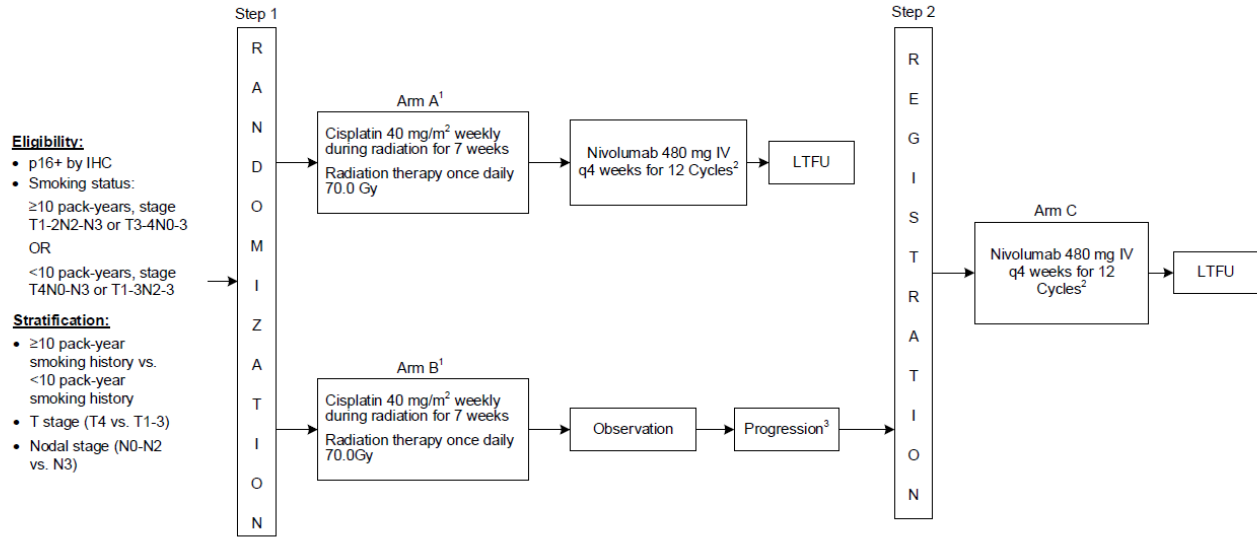 Eligibility:
• p16+ by IHC
• Smoking status:
≥10 pack-years, stage
T1-2N2-N3 or T3-4N0-3
OR
<10 pack-years, stage
T4N0-N3 or T1-3N2-3
Stratification:
• ≥10 pack-year
smoking history vs.
<10 pack-year
smoking history
• T stage (T4 vs. T1-3)
• Nodal stage (N0-N2
vs. N3)
Step 1
R
A
N
D
O
M
I
Z
A
T
I
O
N
Arm A¹
Cisplatin 40 mg/m² weekly
during radiation for 7 weeks
Radiation therapy once daily
70.0 Gy
Nivolumab 480 mg IV
q4 weeks for 12 Cycles²
LTFU
Arm B¹
Cisplatin 40 mg/m² weekly
during radiation for 7 weeks
Radiation therapy once daily
70.0Gy
Observation
Progression³
Step 2
R
E
G
I
S
T
R
A
T
I
O
N
Arm C
Nivolumab 480 mg IV
q4 weeks for 12
Cycles²
LTFU